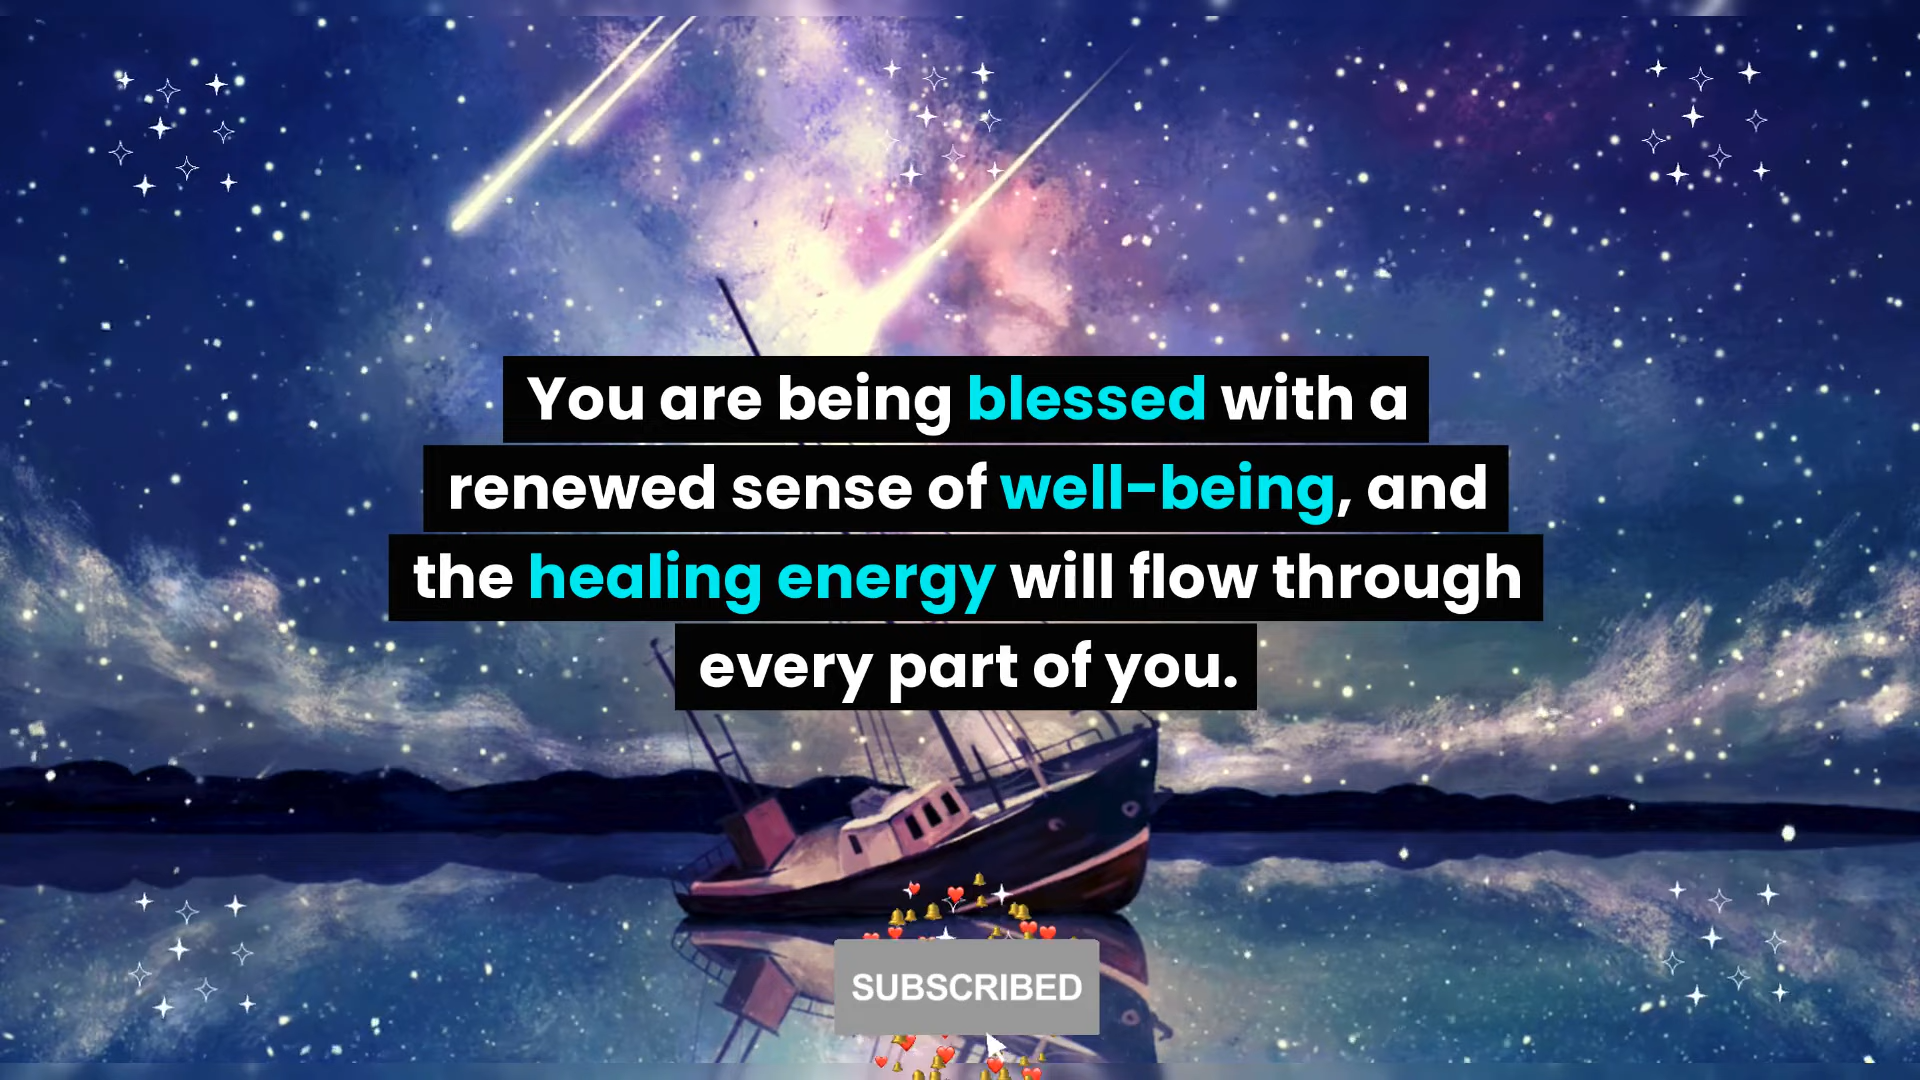 You are being blessed with a
renewed sense of well-being, and
the healing energy will flow through
every part of you.
SUBSCRIBED